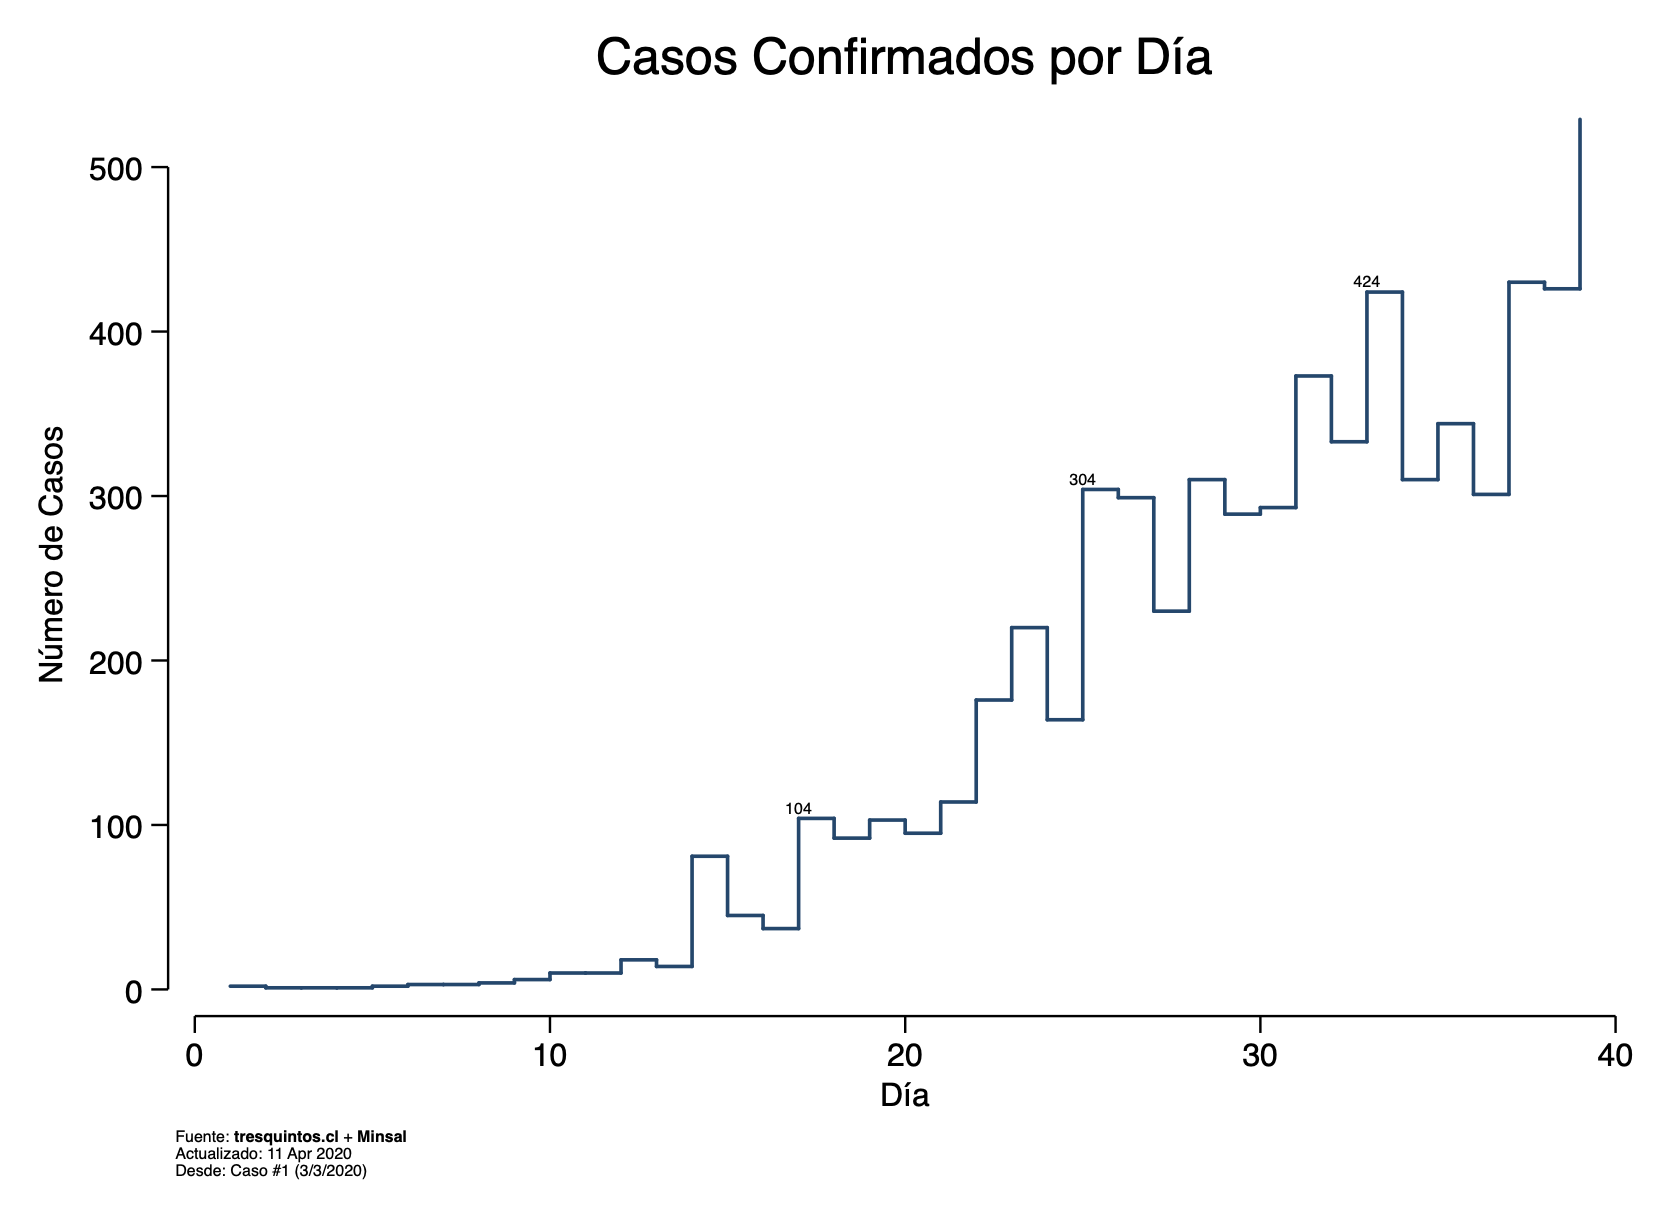 Casos Confirmados por Día
500
400
300
200
100
0
Número de Casos
104
304
424
0 10 20 30 40
Día
Fuente: tresquintos.cl + Minsal
Actualizado: 11 Apr 2020
Desde: Caso #1 (3/3/2020)